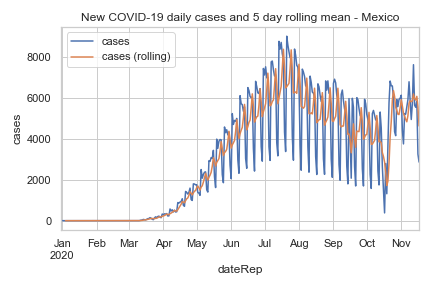 New COVID-19 daily cases and 5 day rolling mean - Mexico
cases
cases (rolling)
8000
6000
4000
2000
0
cases
Jan Feb Mar Apr May Jun Jul Aug Sep Oct Nov
2020
dateRep